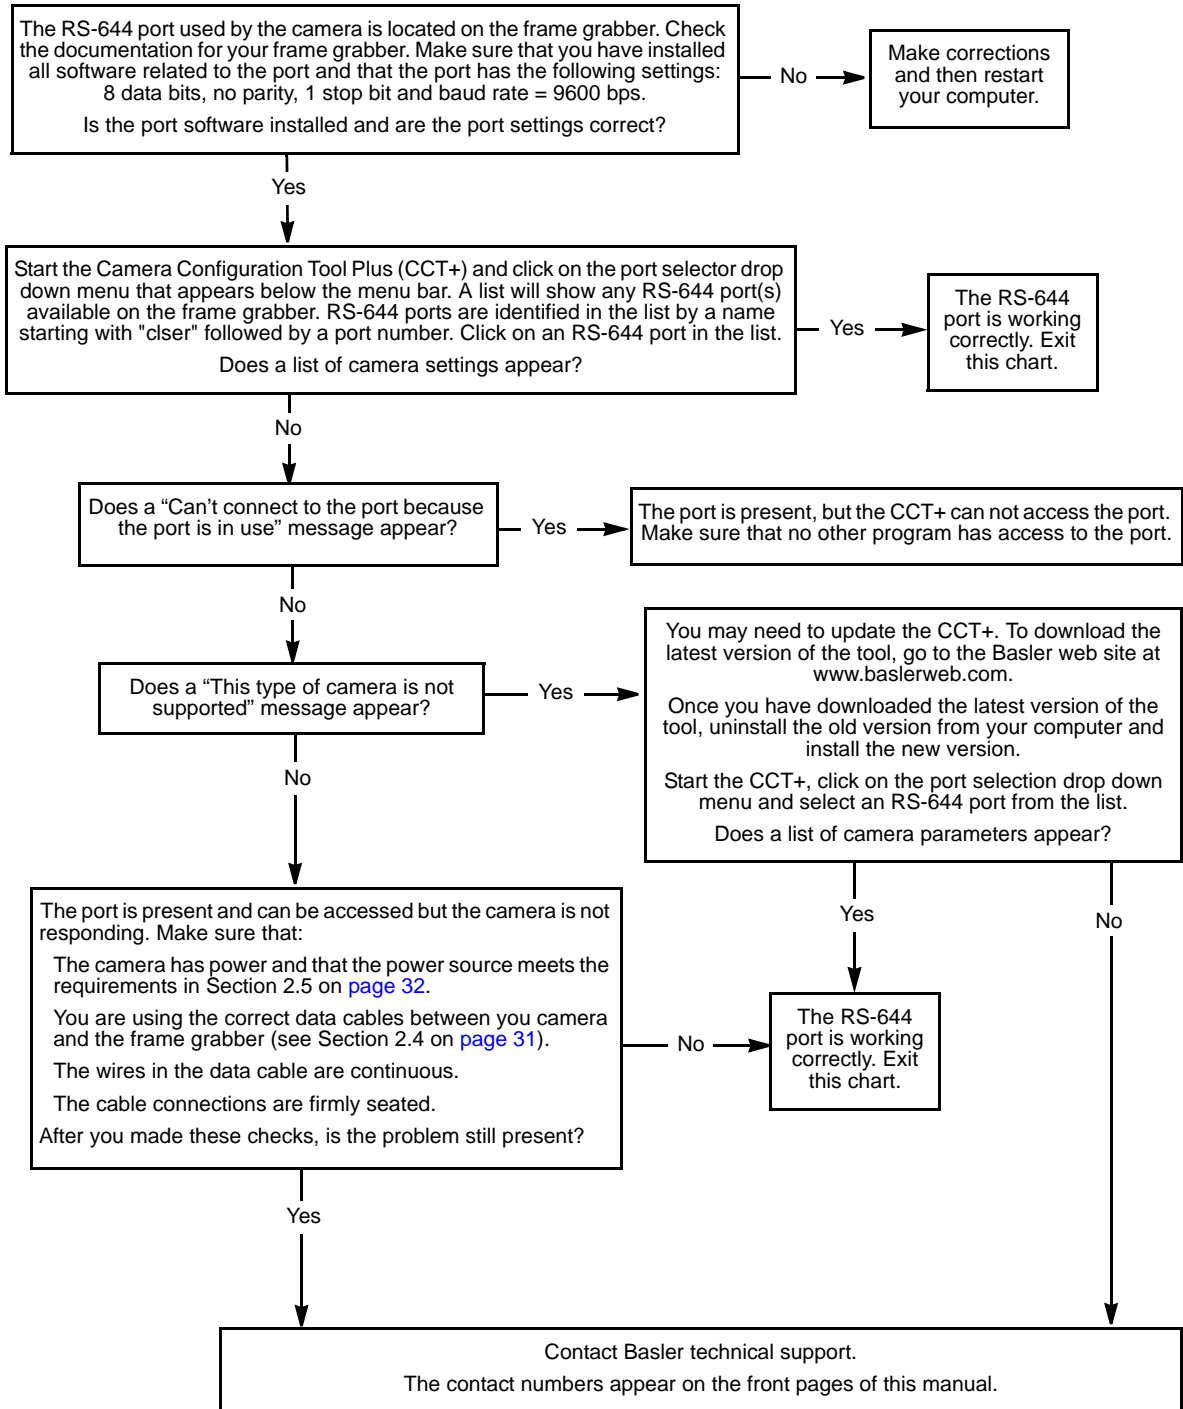 The RS-644 port used by the camera is located on the frame grabber. Check
the documentation for your frame grabber. Make sure that you have installed
all software related to the port and that the port has the following settings:
8 data bits, no parity, 1 stop bit and baud rate = 9600 bps.
Is the port software installed and are the port settings correct?
No
Make corrections
and then restart
your computer.
Yes
Start the Camera Configuration Tool Plus (CCT+) and click on the port selector drop
down menu that appears below the menu bar. A list will show any RS-644 port(s)
available on the frame grabber. RS-644 ports are identified in the list by a name
starting with "clser" followed by a port number. Click on an RS-644 port in the list.
Does a list of camera settings appear?
Yes
The RS-644
port is working
correctly. Exit
this chart.
No
Does a “Can’t connect to the port because
the port is in use” message appear?
Yes
The port is present, but the CCT+ can not access the port.
Make sure that no other program has access to the port.
No
Does a “This type of camera is not
supported” message appear?
Yes
You may need to update the CCT+. To download the
latest version of the tool, go to the Basler web site at
www.baslerweb.com.
Once you have downloaded the latest version of the
tool, uninstall the old version from your computer and
install the new version.
Start the CCT+, click on the port selection drop down
menu and select an RS-644 port from the list.
Does a list of camera parameters appear?
No
The port is present and can be accessed but the camera is not
responding. Make sure that:
The camera has power and that the power source meets the
requirements in Section 2.5 on page 32.
You are using the correct data cables between you camera
and the frame grabber (see Section 2.4 on page 31).
The wires in the data cable are continuous.
The cable connections are firmly seated.
After you made these checks, is the problem still present?
Yes
No
No
The RS-644
port is working
correctly. Exit
this chart.
Yes
Contact Basler technical support.
The contact numbers appear on the front pages of this manual.